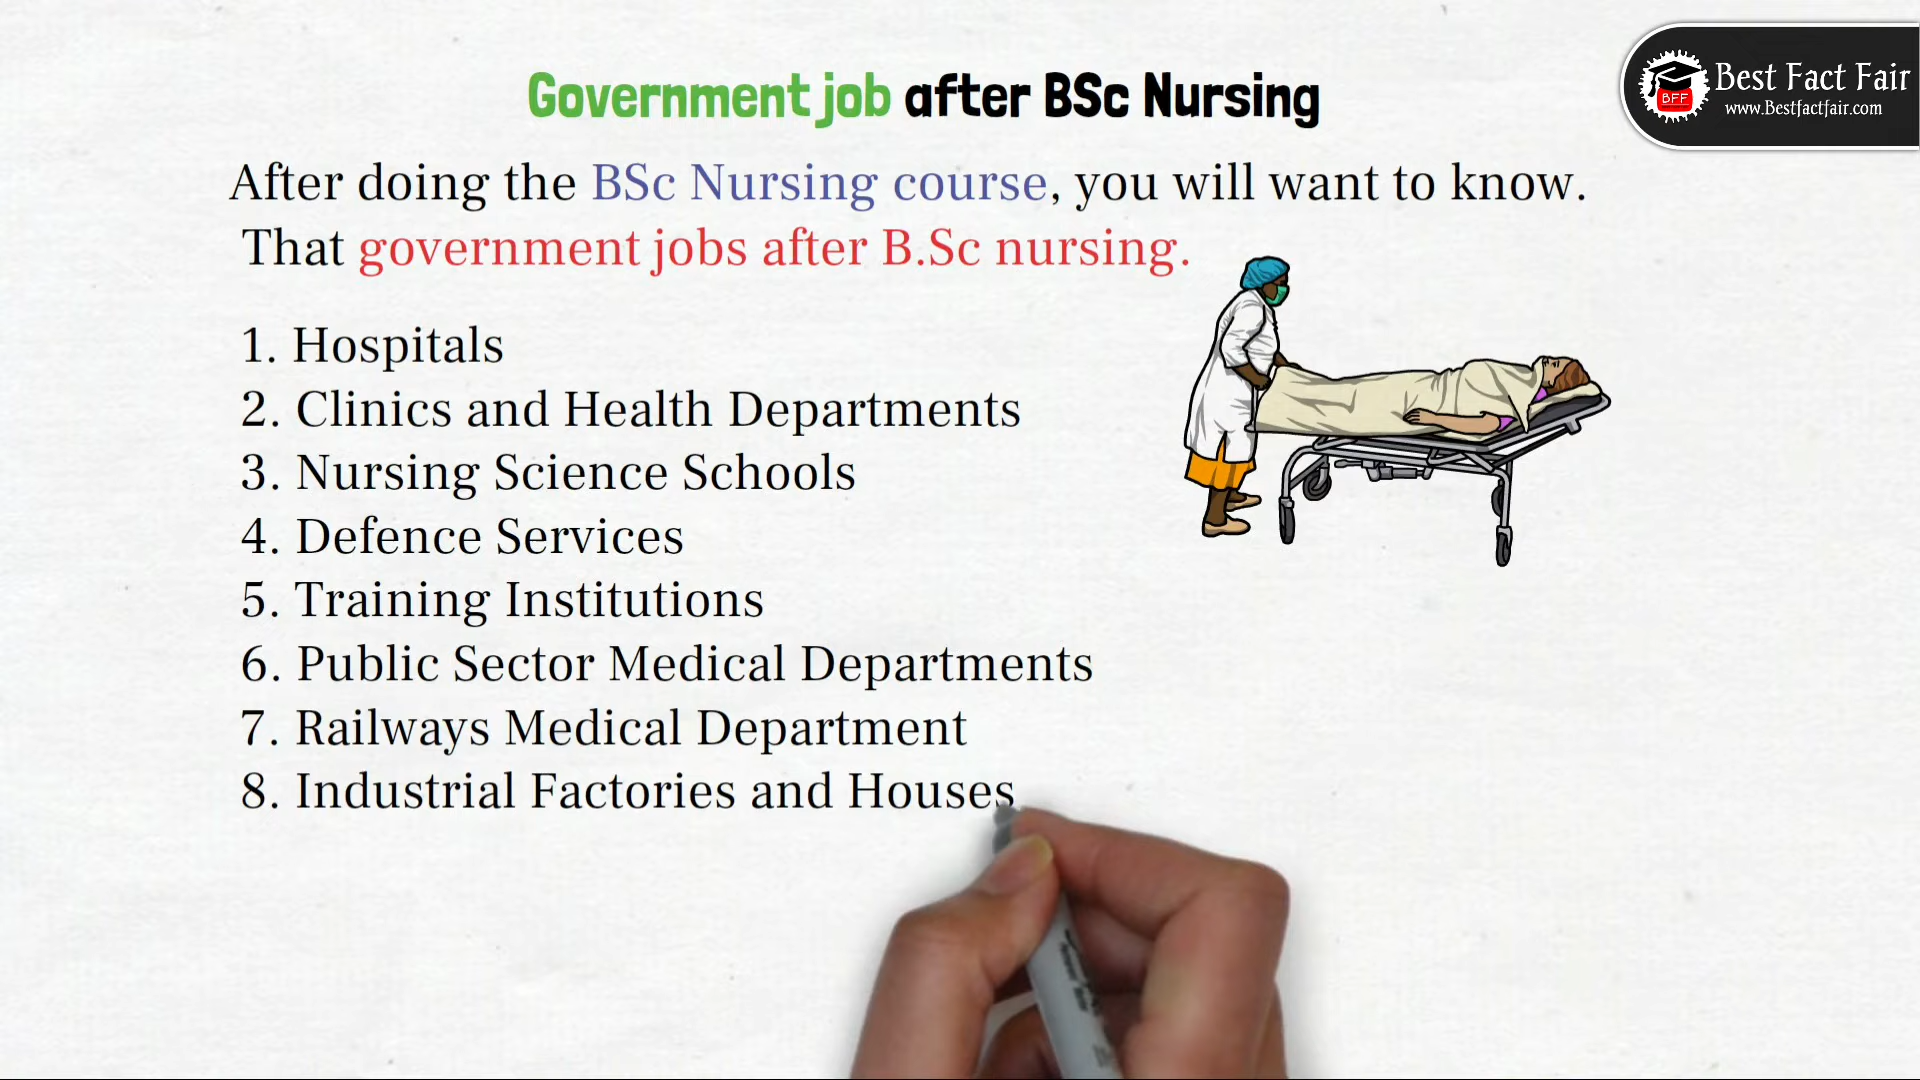 Government job after BSc Nursing
Best Fact Fair
BFF
www.Bestfactfair.com
After doing the BSc Nursing course, you will want to know.
That government jobs after B.Sc nursing.
1. Hospitals
2. Clinics and Health Departments
3. Nursing Science Schools
4. Defence Services
5. Training Institutions
6. Public Sector Medical Departments
7. Railways Medical Department
8. Industrial Factories and Houses